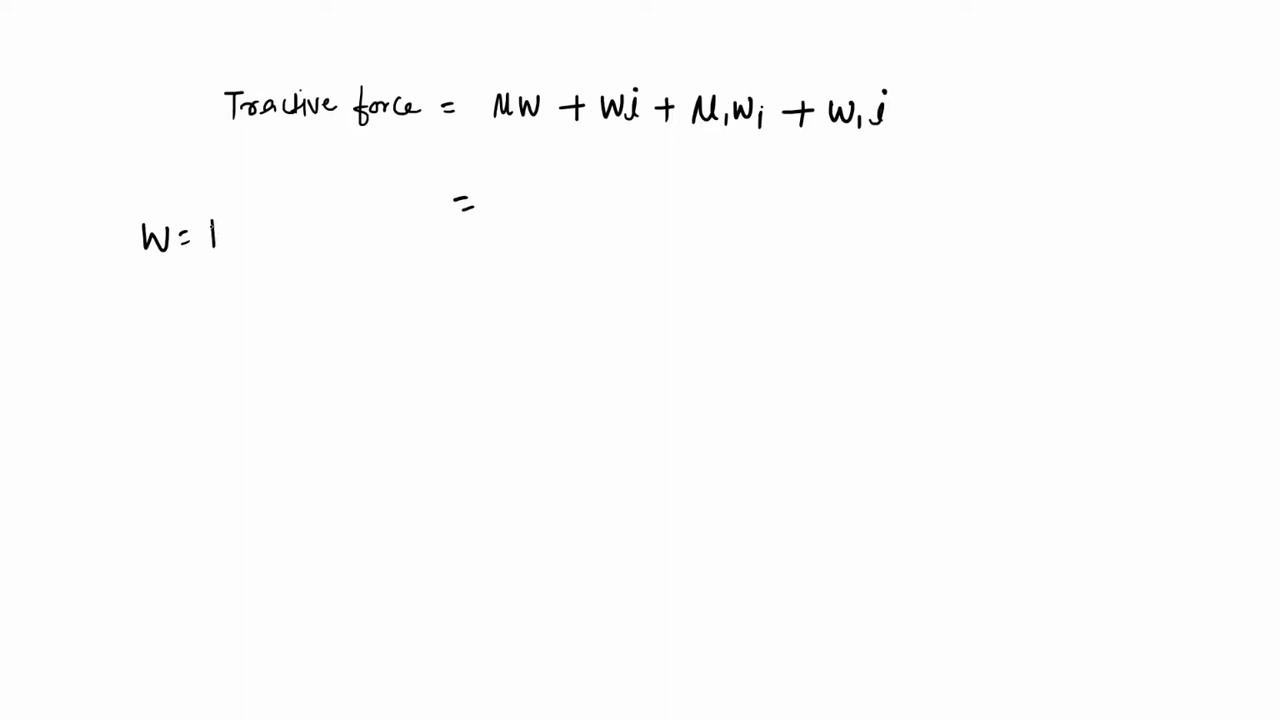 Tractive force = μW + Wi + μ₁W₁ + W₁i
=
W = 1